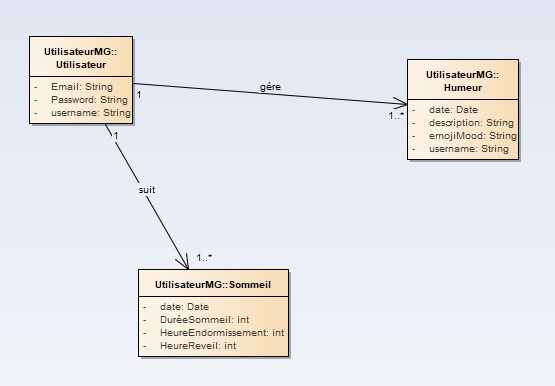 UtilisateurMG::
Utilisateur
- Email: String
- Password: String
- username: String
1
gére
1..*
UtilisateurMG::
Humeur
- date: Date
- description: String
- emojiMood: String
- username: String
1
suit
1..*
UtilisateurMG::Sommeil
- date: Date
- DuréeSommeil: int
- HeureEndormissement: int
- HeureReveil: int